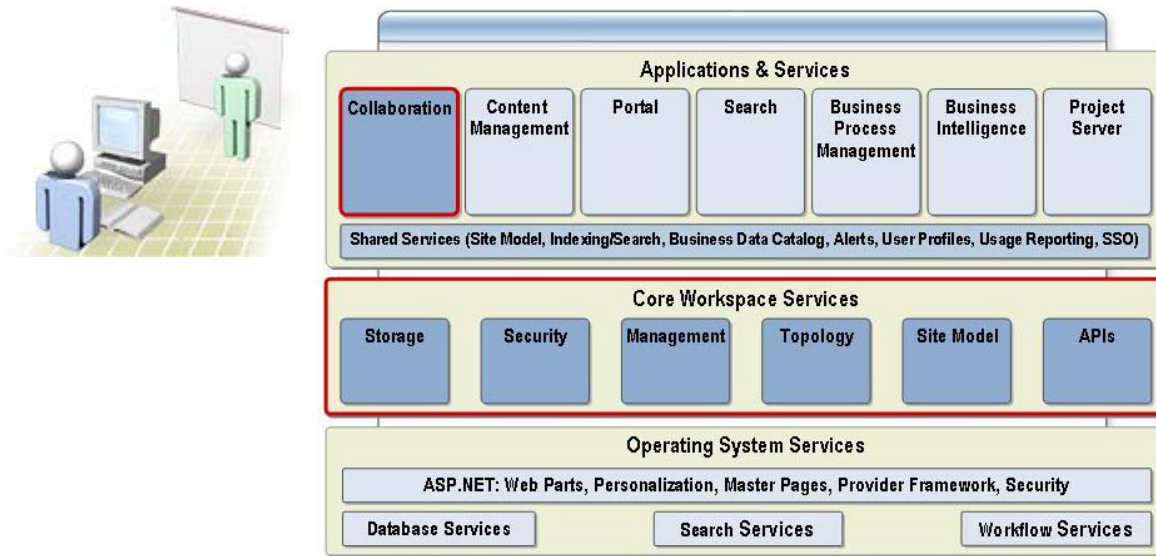 Applications & Services
Collaboration
Content
Management
Portal
Search
Business
Process
Management
Business
Intelligence
Project
Server
Shared Services (Site Model, Indexing/Search, Business Data Catalog, Alerts, User Profiles, Usage Reporting, SSO)
Core Workspace Services
Storage
Security
Management
Topology
Site Model
APIs
Operating System Services
ASP.NET: Web Parts, Personalization, Master Pages, Provider Framework, Security
Database Services
Search Services
Workflow Services